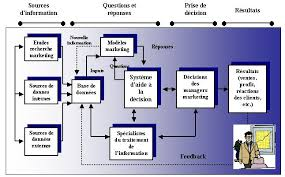 Sources
d'information
Questions et
réponses
Prise de
décision
Résultats
Etudes
recherche
marketing
Nouvelle
Information
Modèles
marketing
Réponses
Questions
Inputs
Sources de
données
internes
Base de
données
Système
d'aide à
la
décision
Décisions
des
managers
marketing
Résultats
(ventes,
profit,
réactions
des clients,
etc.)
Sources de
données
externes
Spécialistes
du traitement
de
l'information
Feedback